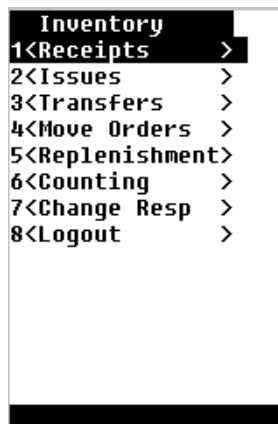 Inventory
1<Receipts >
2<Issues >
3<Transfers >
4<Move Orders >
5<Replenishment>
6<Counting >
7<Change Resp >
8<Logout >